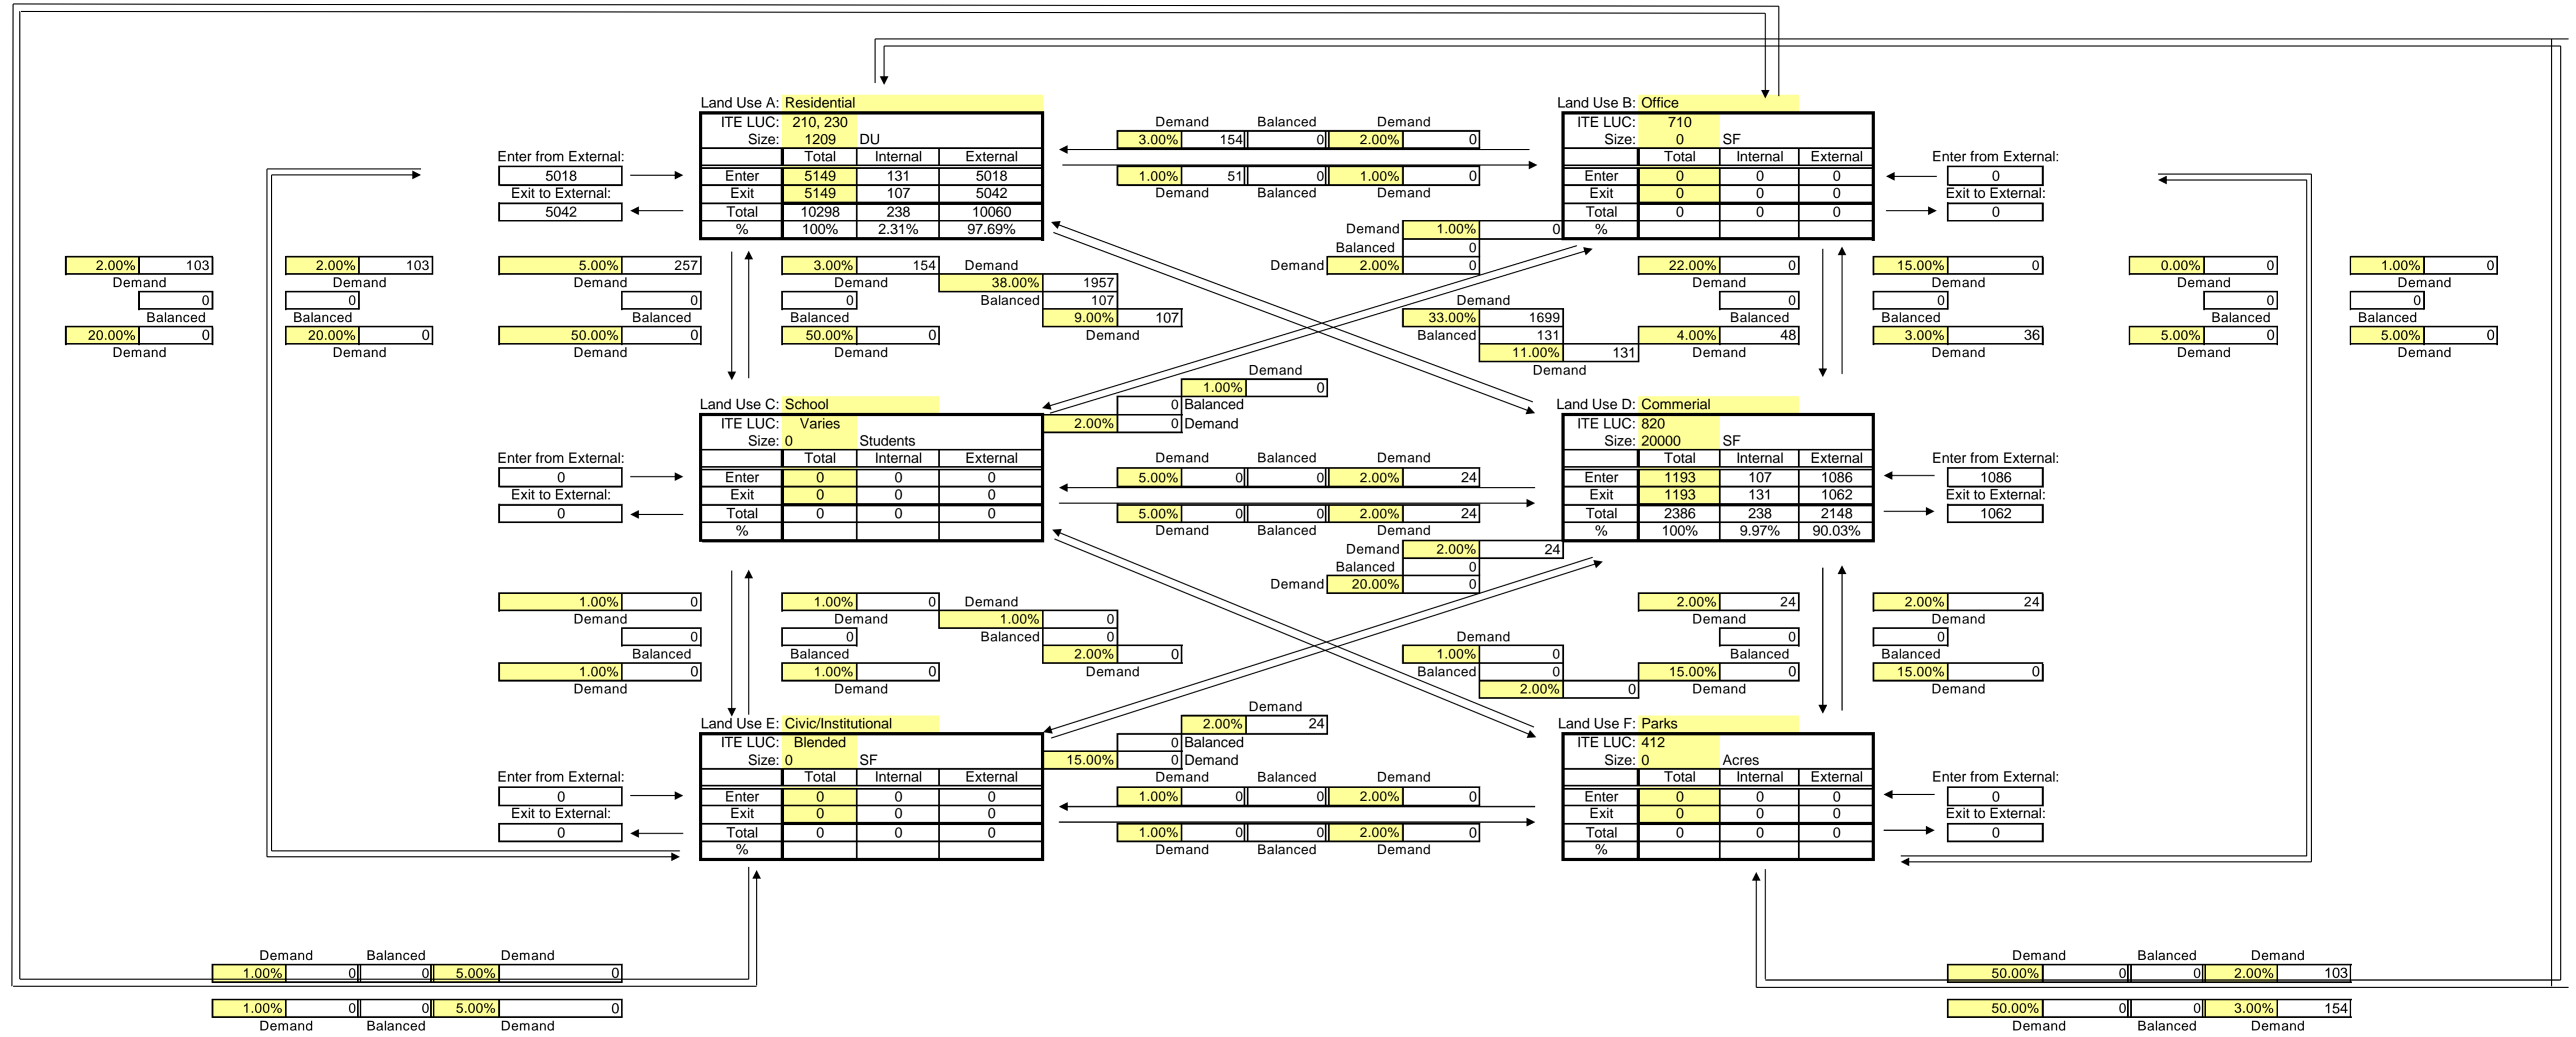 Land Use A: Residential
ITE LUC: 210, 230
Size: 1209 DU
Total Internal External
Enter 5149 131 5018
Exit 5149 107 5042
Total 10298 238 10060
% 100% 2.31% 97.69%
Enter from External:
5018
Exit to External:
5042
Demand Balanced Demand
3.00% 154 0 2.00% 0
1.00% 51 0 1.00% 0
Demand Balanced Demand
Land Use B: Office
ITE LUC: 710
Size: 0 SF
Total Internal External
Enter 0 0 0
Exit 0 0 0
Total 0 0 0
%
Enter from External:
0
Exit to External:
0
Demand 1.00% 0
Balanced 0
Demand 2.00% 0
2.00% 103
Demand
0
Balanced
20.00% 0
Demand
2.00% 103
Demand
0
Balanced
20.00% 0
Demand
5.00% 257
Demand
0
Balanced
50.00% 0
Demand
3.00% 154
Demand
0
Balanced
50.00% 0
Demand
Demand
38.00% 1957
Balanced 107
9.00% 107
Demand
Demand
33.00% 1699
131
Balanced
11.00% 131
Demand
22.00% 0
Demand
0
Balanced
4.00% 48
Demand
15.00% 0
Demand
0
Balanced
3.00% 36
Demand
0.00% 0
Demand
0
Balanced
5.00% 0
Demand
1.00% 0
Demand
0
Balanced
5.00% 0
Demand
Demand
1.00% 0
0 Balanced
2.00% 0 Demand
Land Use C: School
ITE LUC: Varies
Size: 0 Students
Total Internal External
Enter 0 0 0
Exit 0 0 0
Total 0 0 0
%
Enter from External:
0
Exit to External:
0
Demand Balanced Demand
5.00% 0 0 2.00% 24
5.00% 0 0 2.00% 24
Demand Balanced Demand
Land Use D: Commerial
ITE LUC: 820
Size: 20000 SF
Total Internal External
Enter 1193 107 1086
Exit 1193 131 1062
Total 2386 238 2148
% 100% 9.97% 90.03%
Enter from External:
1086
Exit to External:
1062
Demand 2.00% 24
Balanced 0
Demand 20.00% 0
1.00% 0
Demand
0
Balanced
1.00% 0
Demand
1.00% 0
Demand
0
Balanced
1.00% 0
Demand
Demand
1.00% 0
Balanced 0
2.00% 0
Demand
Demand
1.00% 0
Balanced 0
2.00% 0
2.00% 24
Demand
0
Balanced
15.00% 0
Demand
2.00% 24
Demand
0
Balanced
15.00% 0
Demand
Demand
2.00% 24
0 Balanced
15.00% 0 Demand
Land Use E: Civic/Institutional
ITE LUC: Blended
Size: 0 SF
Total Internal External
Enter 0 0 0
Exit 0 0 0
Total 0 0 0
%
Enter from External:
0
Exit to External:
0
Demand Balanced Demand
1.00% 0 0 2.00% 0
1.00% 0 0 2.00% 0
Demand Balanced Demand
Land Use F: Parks
ITE LUC: 412
Size: 0 Acres
Total Internal External
Enter 0 0 0
Exit 0 0 0
Total 0 0 0
%
Enter from External:
0
Exit to External:
0
Demand Balanced Demand
1.00% 0 0 5.00% 0
1.00% 0 0 5.00% 0
Demand Balanced Demand
Demand Balanced Demand
50.00% 0 0 2.00% 103
50.00% 0 0 3.00% 154
Demand Balanced Demand